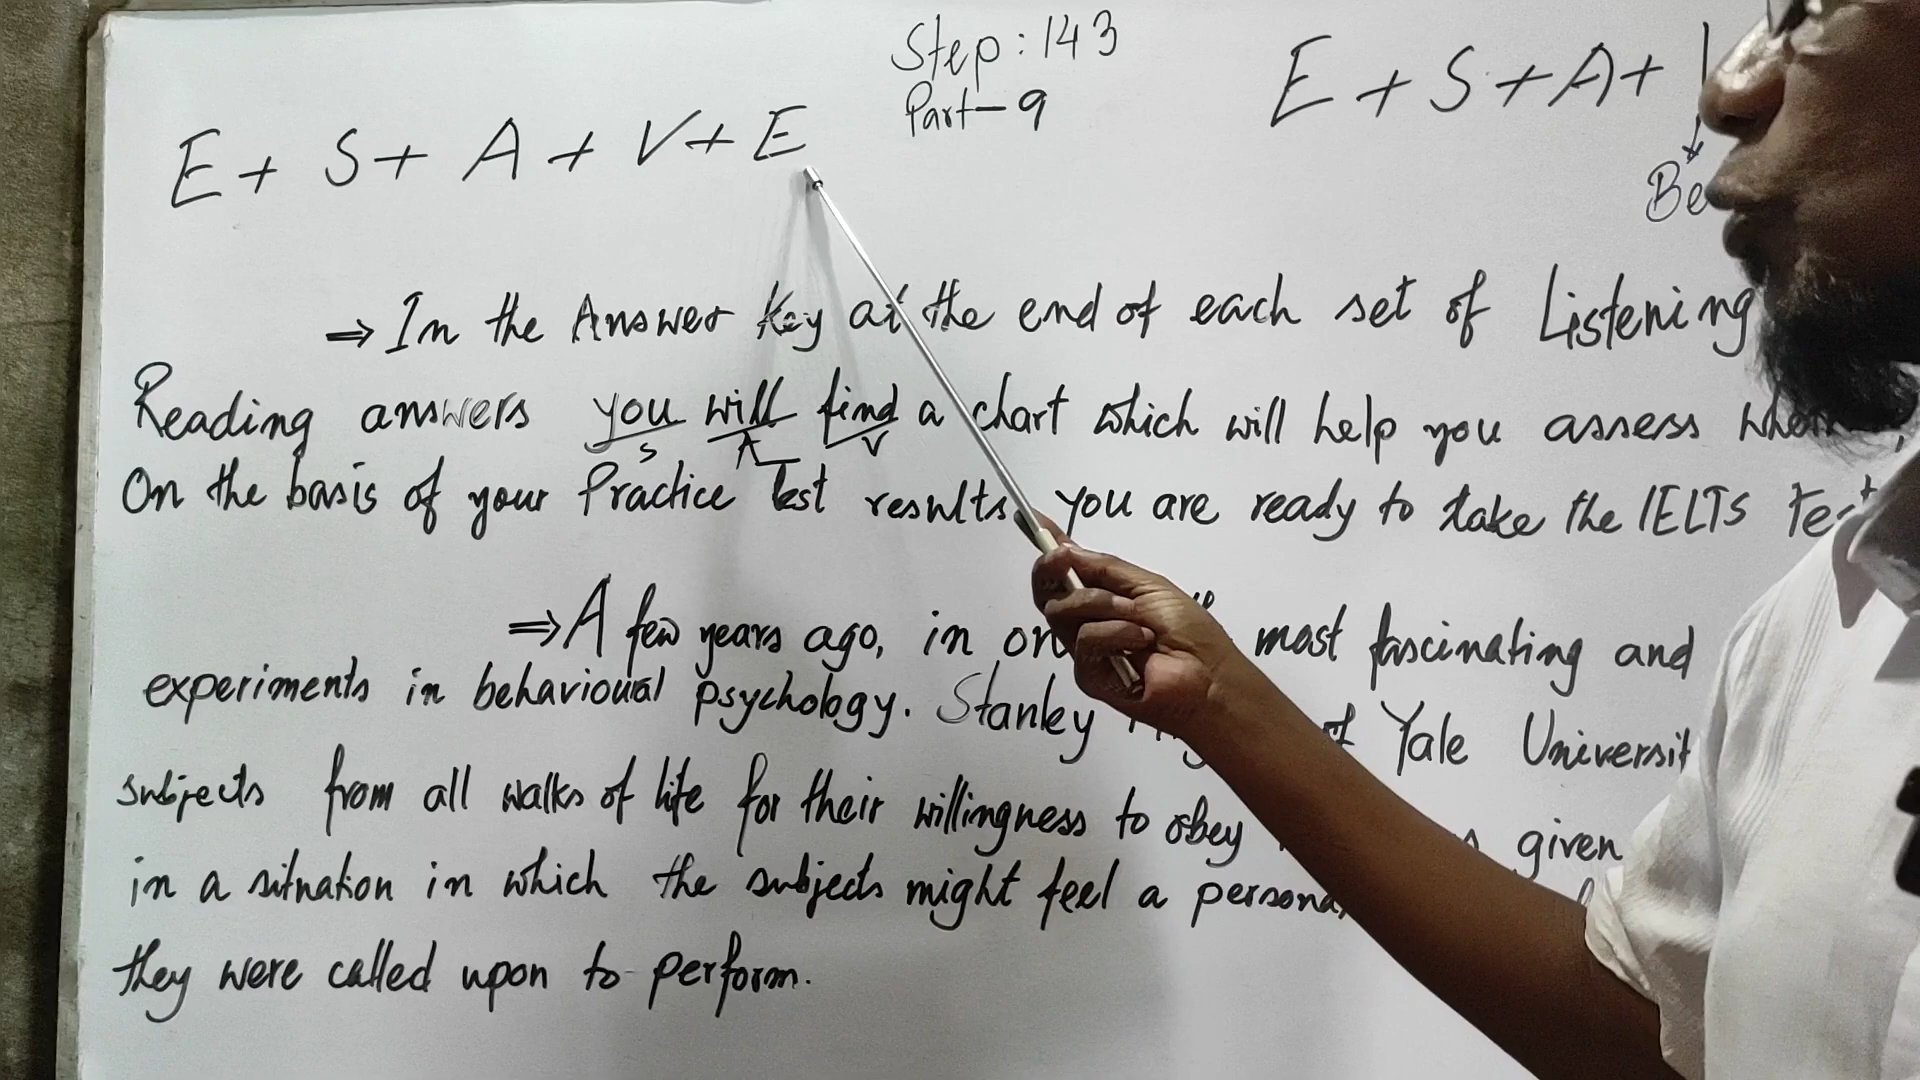 Step: 143
Part-9
E + S + A + V + E
E + S + A +
Be
⇒ In the Answer Key at the end of each set of Listening
Reading answers you will find a chart which will help you assess
S A V
On the basis of your Practice Test results you are ready to take the IELTS
⇒ A few years ago, in most fascinating and
experiments in behavioural psychology. Stanley of Yale
subjects from all walks of life for their willingness to obey given
in a situation in which the subjects might feel a
they were called upon to perform.